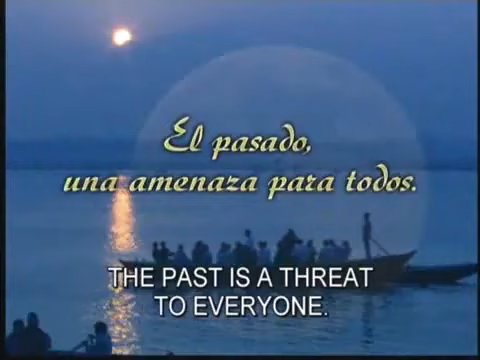 El pasado,
una amenaza para todos.
THE PAST IS A THREAT
TO EVERYONE.